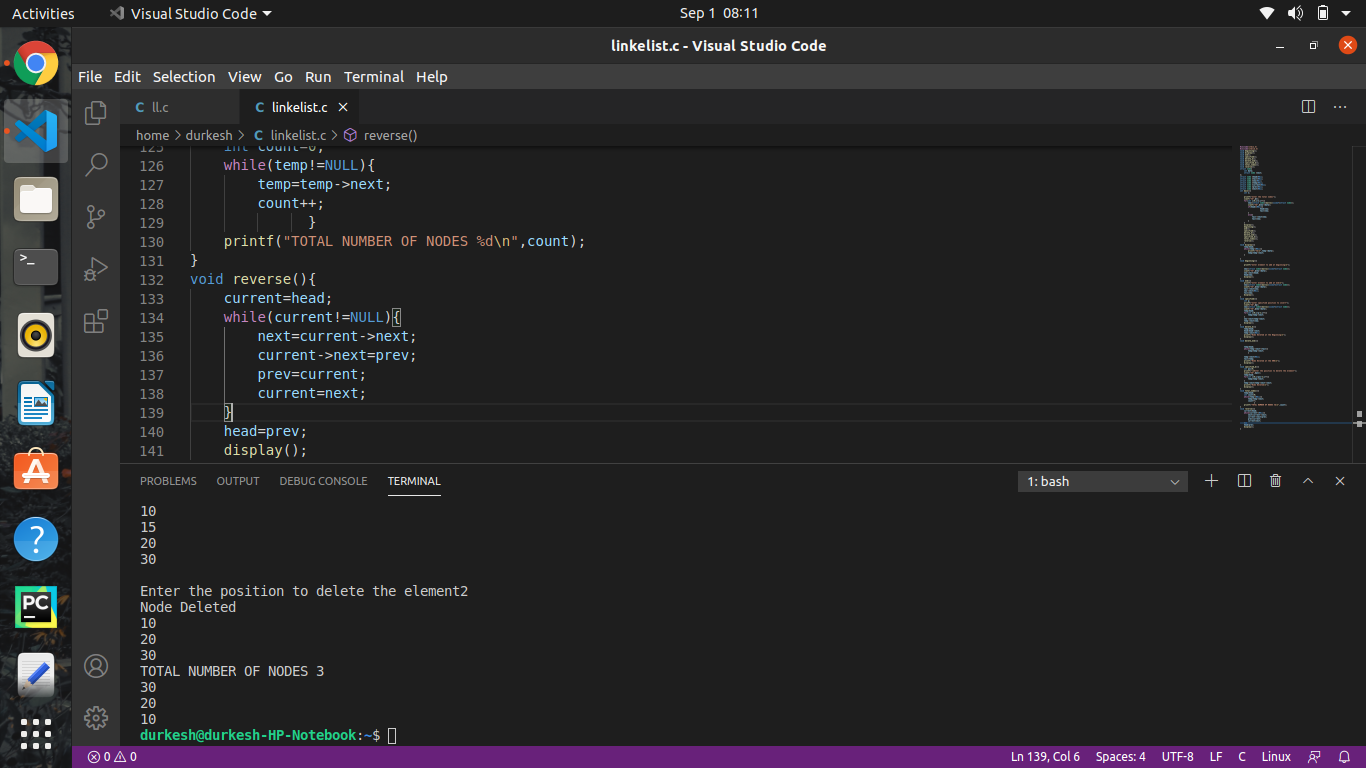 Activities Visual Studio Code Sep 1 08:11
linkelist.c - Visual Studio Code
File Edit Selection View Go Run Terminal Help
C ll.c C linkelist.c
home > durkesh > C linkelist.c > reverse()
125 int count=0;
126 while(temp!=NULL){
127 temp=temp->next;
128 count++;
129 }
130 printf("TOTAL NUMBER OF NODES %d\n",count);
131 }
132 void reverse(){
133 current=head;
134 while(current!=NULL){
135 next=current->next;
136 current->next=prev;
137 prev=current;
138 current=next;
139 }
140 head=prev;
141 display();
PROBLEMS OUTPUT DEBUG CONSOLE TERMINAL 1: bash
10
15
20
30
Enter the position to delete the element2
Node Deleted
10
20
30
TOTAL NUMBER OF NODES 3
30
20
10
durkesh@durkesh-HP-Notebook:~$
0 0 Ln 139, Col 6 Spaces: 4 UTF-8 LF C Linux
>_
?
PC